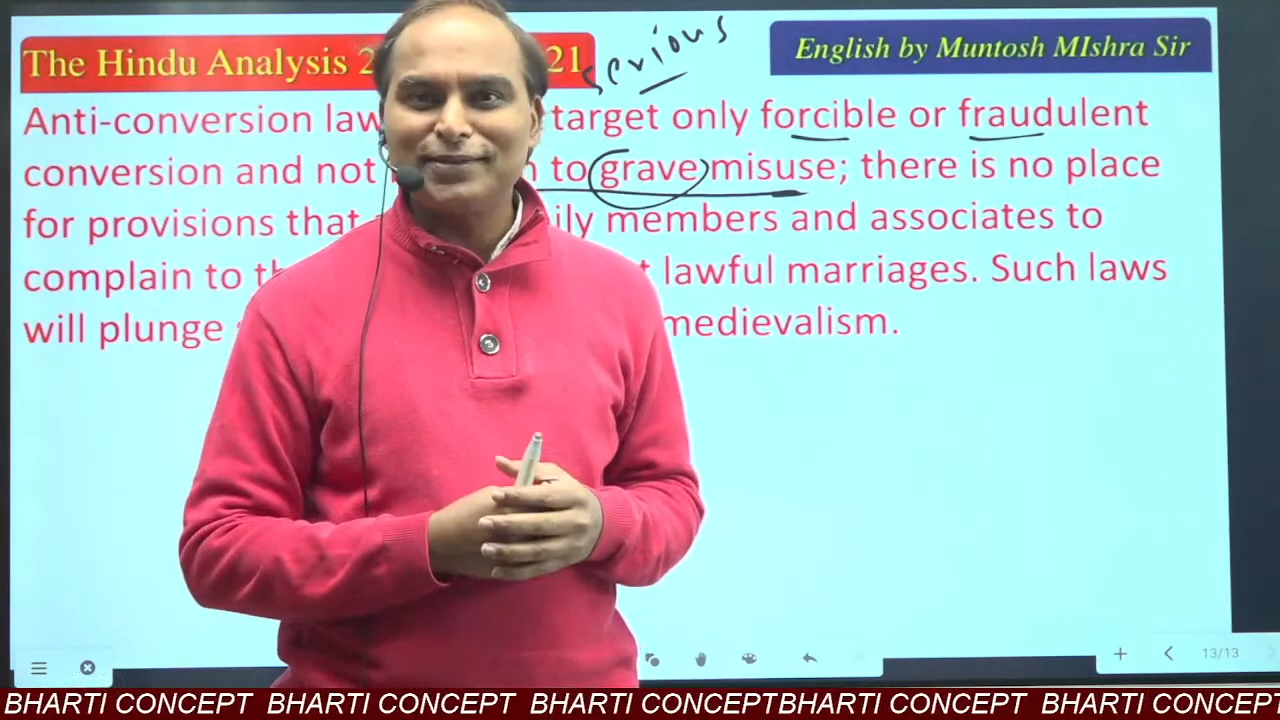 The Hindu Analysis 2 21
serious
English by Muntosh MIshra Sir
Anti-conversion law target only forcible or fraudulent
conversion and not to grave misuse; there is no place
for provisions that ily members and associates to
complain to th t lawful marriages. Such laws
will plunge medievalism.
13/13
BHARTI CONCEPT BHARTI CONCEPT BHARTI CONCEPTBHARTI CONCEPT BHARTI CONCEPT